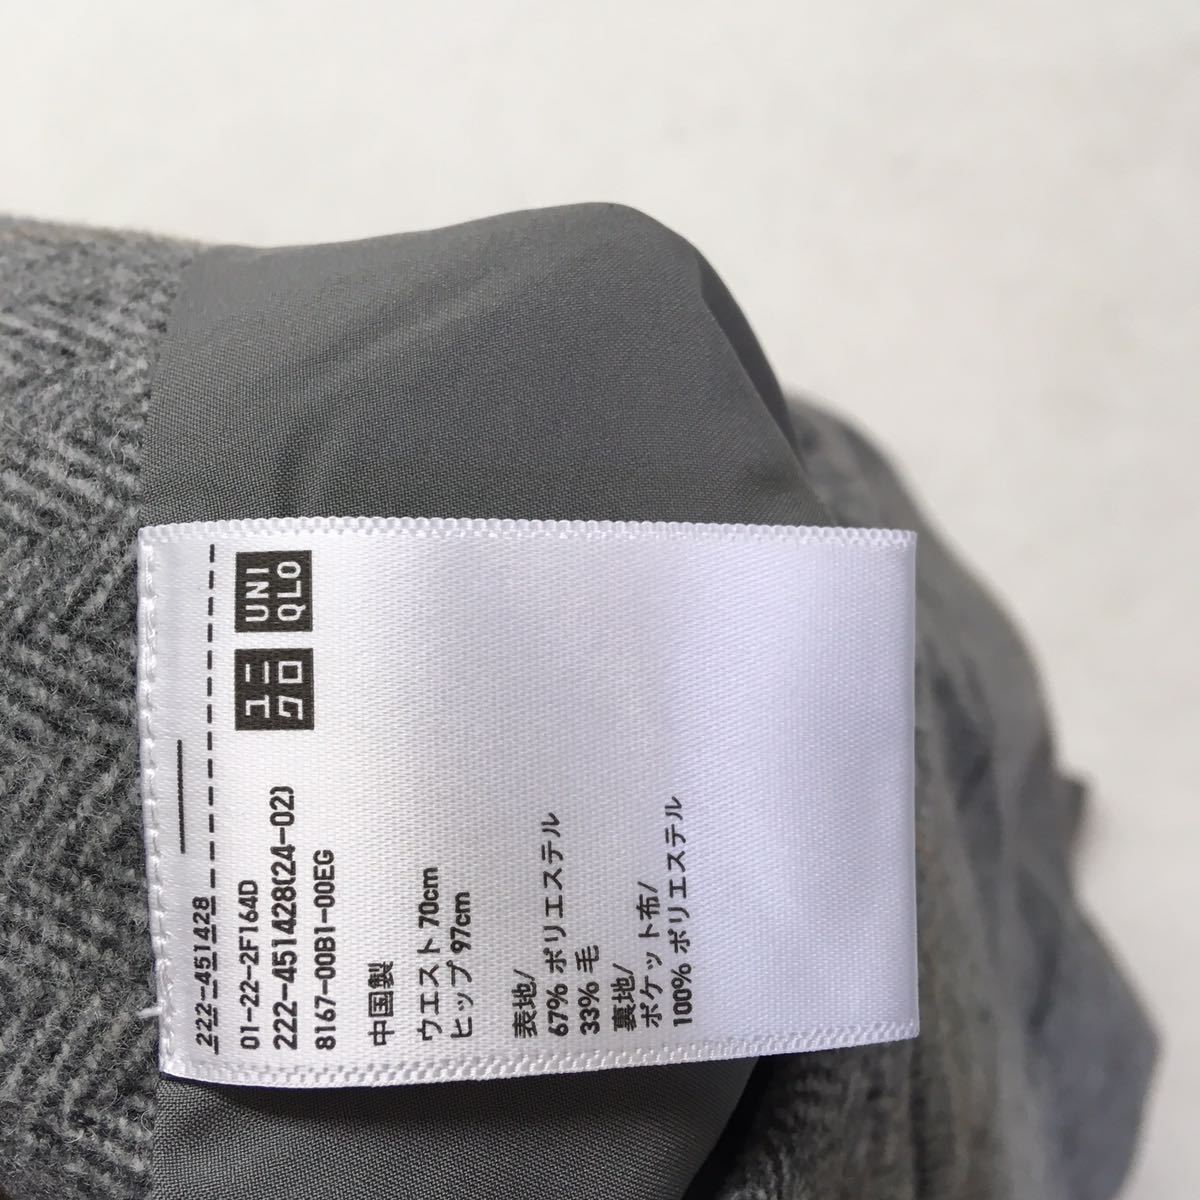 222-451428
ユニ
クロ
UNI
QLO
01-22-2F164D
222-451428(24-02)
8167-00B1-00EG
中国製
ウエスト 70cm
ヒップ 97cm
表地/
67% ポリエステル
33% 毛
裏地/
ポケット布/
100% ポリエステル